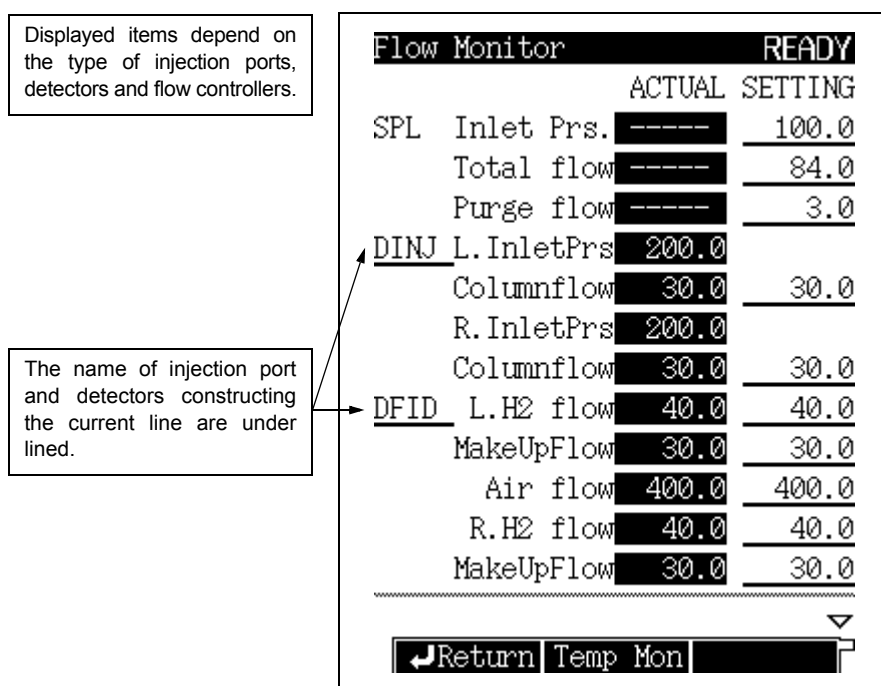 Displayed items depend on
the type of injection ports,
detectors and flow controllers.
Flow Monitor READY
ACTUAL SETTING
SPL Inlet Prs. ----- 100.0
Total flow ----- 84.0
Purge flow ----- 3.0
DINJ L.InletPrs 200.0
Columnflow 30.0 30.0
R.InletPrs 200.0
Columnflow 30.0 30.0
The name of injection port
and detectors constructing
the current line are under
lined.
DFID L.H2 flow 40.0 40.0
MakeUpFlow 30.0 30.0
Air flow 400.0 400.0
R.H2 flow 40.0 40.0
MakeUpFlow 30.0 30.0
Return Temp Mon